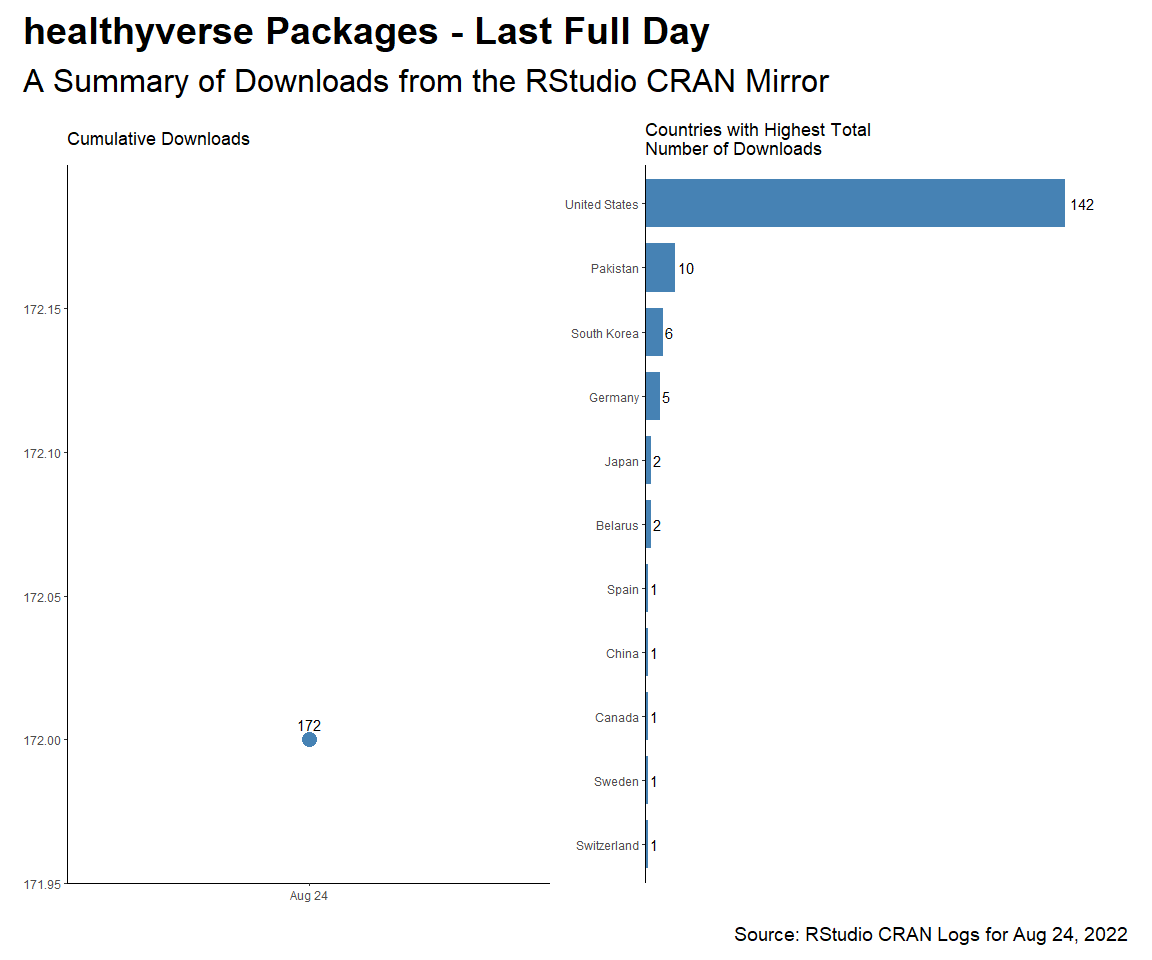 healthyverse Packages - Last Full Day
A Summary of Downloads from the RStudio CRAN Mirror
Cumulative Downloads
172.15
172.10
172.05
172.00
171.95
172
Aug 24
Countries with Highest Total
Number of Downloads
United States 142
Pakistan 10
South Korea 6
Germany 5
Japan 2
Belarus 2
Spain 1
China 1
Canada 1
Sweden 1
Switzerland 1
Source: RStudio CRAN Logs for Aug 24, 2022